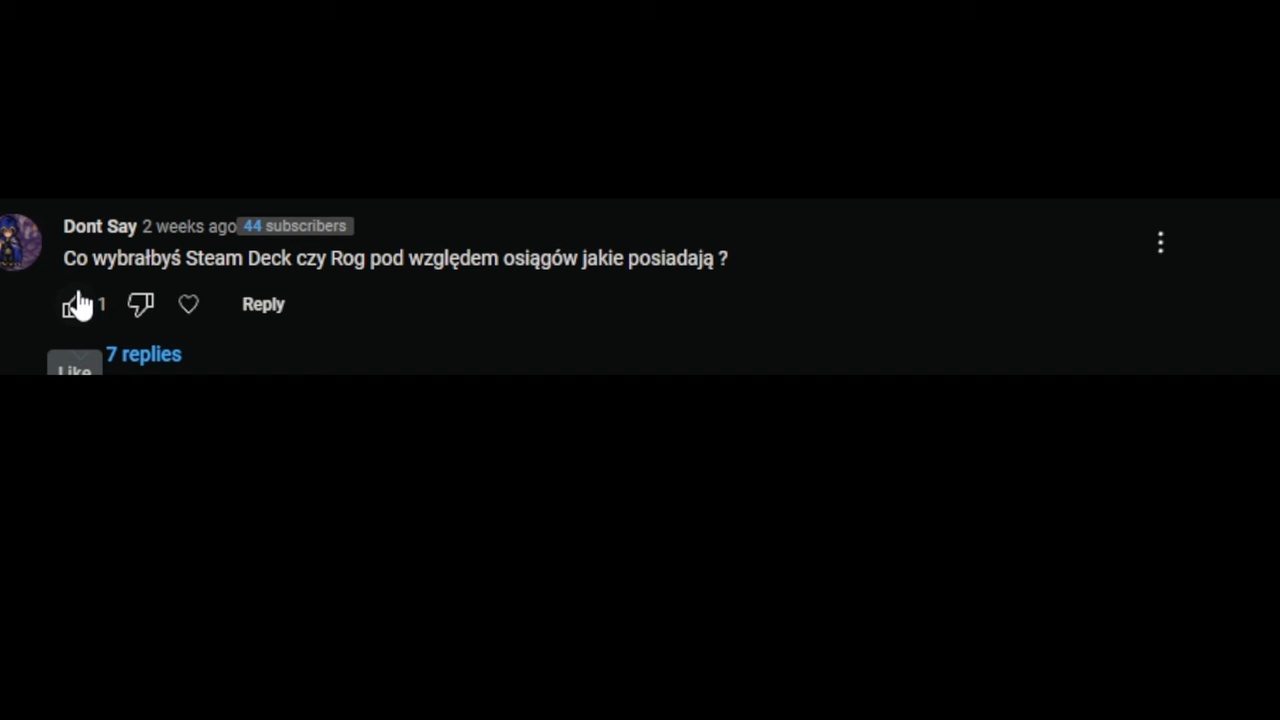 Dont Say 2 weeks ago 44 subscribers
Co wybrałbyś Steam Deck czy Rog pod względem osiągów jakie posiadają ?
1 Reply
7 replies
Like